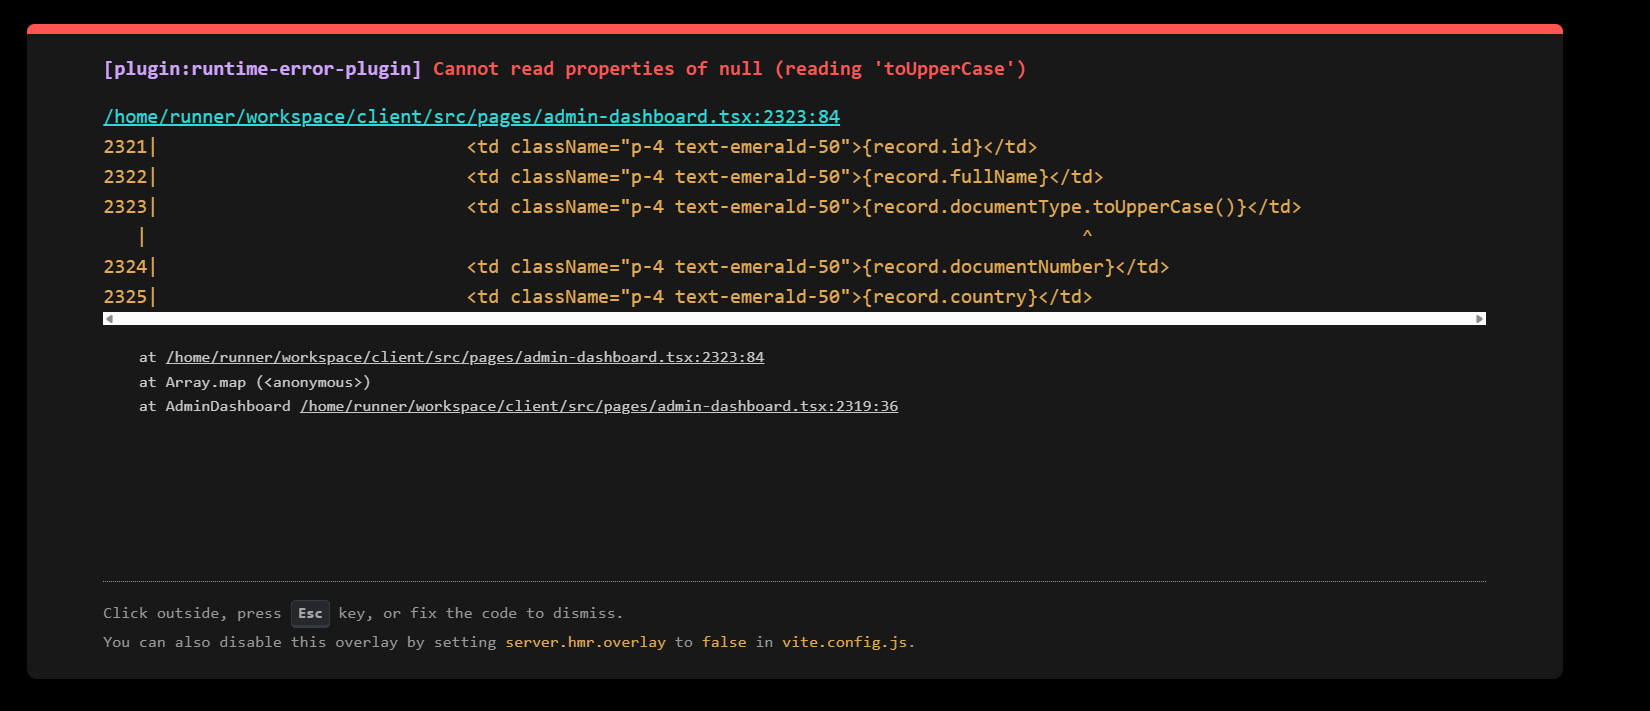 [plugin:runtime-error-plugin] Cannot read properties of null (reading 'toUpperCase')
/home/runner/workspace/client/src/pages/admin-dashboard.tsx:2323:84
2321|                             <td className="p-4 text-emerald-50">{record.id}</td>
2322|                             <td className="p-4 text-emerald-50">{record.fullName}</td>
2323|                             <td className="p-4 text-emerald-50">{record.documentType.toUpperCase()}</td>
   |                                                                                      ^
2324|                             <td className="p-4 text-emerald-50">{record.documentNumber}</td>
2325|                             <td className="p-4 text-emerald-50">{record.country}</td>
at /home/runner/workspace/client/src/pages/admin-dashboard.tsx:2323:84
at Array.map (<anonymous>)
at AdminDashboard /home/runner/workspace/client/src/pages/admin-dashboard.tsx:2319:36
Click outside, press Esc key, or fix the code to dismiss.
You can also disable this overlay by setting server.hmr.overlay to false in vite.config.js.